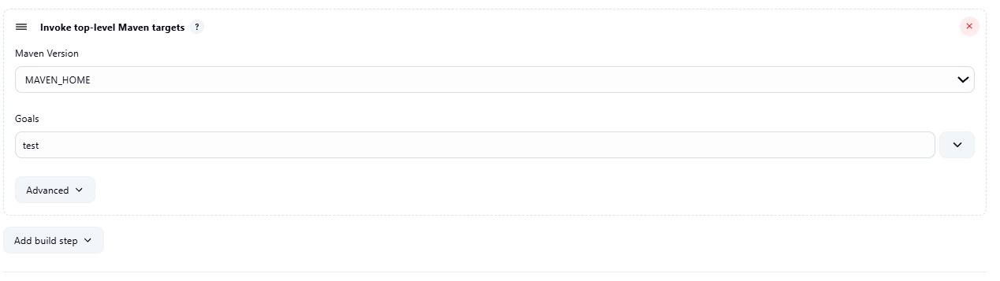 Invoke top-level Maven targets ?
Maven Version
MAVEN_HOME
Goals
test
Advanced
Add build step